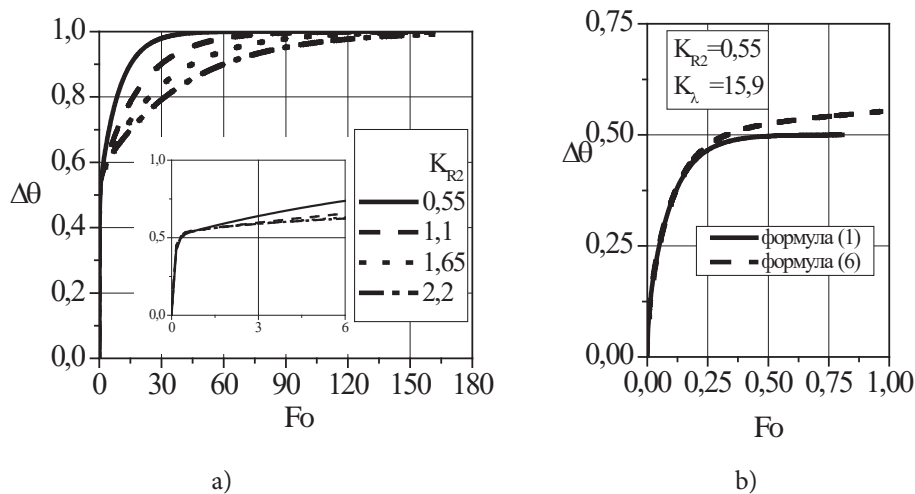 1,0
0,8
0,6
0,4
0,2
0,0
Δθ
0 30 60 90 120 150 180
Fo
1,0
0,5
0,0
0 3 6
K_R2
0,55
1,1
1,65
2,2
a)
0,75
0,50
0,25
0,00
Δθ
K_R2=0,55
K_λ=15,9
формула (1)
формула (6)
0,00 0,25 0,50 0,75 1,00
Fo
b)